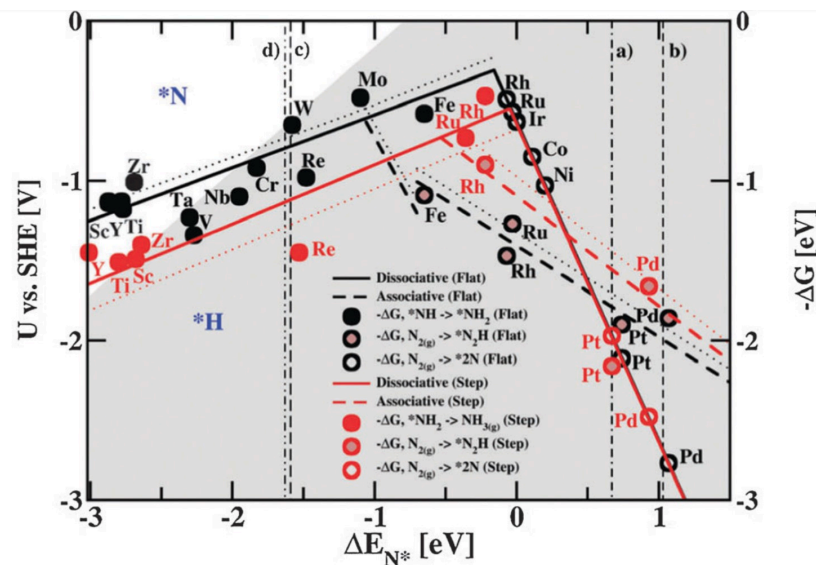 0
d)
c)
a)
b)
0
*N
Mo
Rh
W
Fe
Rh
Ru
Ru
Ir
Zr
Re
Co
Cr
Ni
-1
Ta
Nb
Rh
-1
ScY
Ti
V
Fe
Ru
Zr
Re
Rh
Pd
Y
Ti
Sc
*H
Dissociative (Flat)
Associative (Flat)
Pd
-2
-ΔG, *NH -> *NH2 (Flat)
Pt
Pt
-2
-ΔG, N2(g) -> *N2H (Flat)
Pt
Pt
-ΔG, N2(g) -> *2N (Flat)
Dissociative (Step)
Associative (Step)
-ΔG, *NH2 -> NH3(g) (Step)
-ΔG, N2(g) -> *N2H (Step)
Pd
-ΔG, N2(g) -> *2N (Step)
Pd
-3
-3
-3
-2
-1
0
1
ΔEN* [eV]
U vs. SHE [V]
-ΔG [eV]